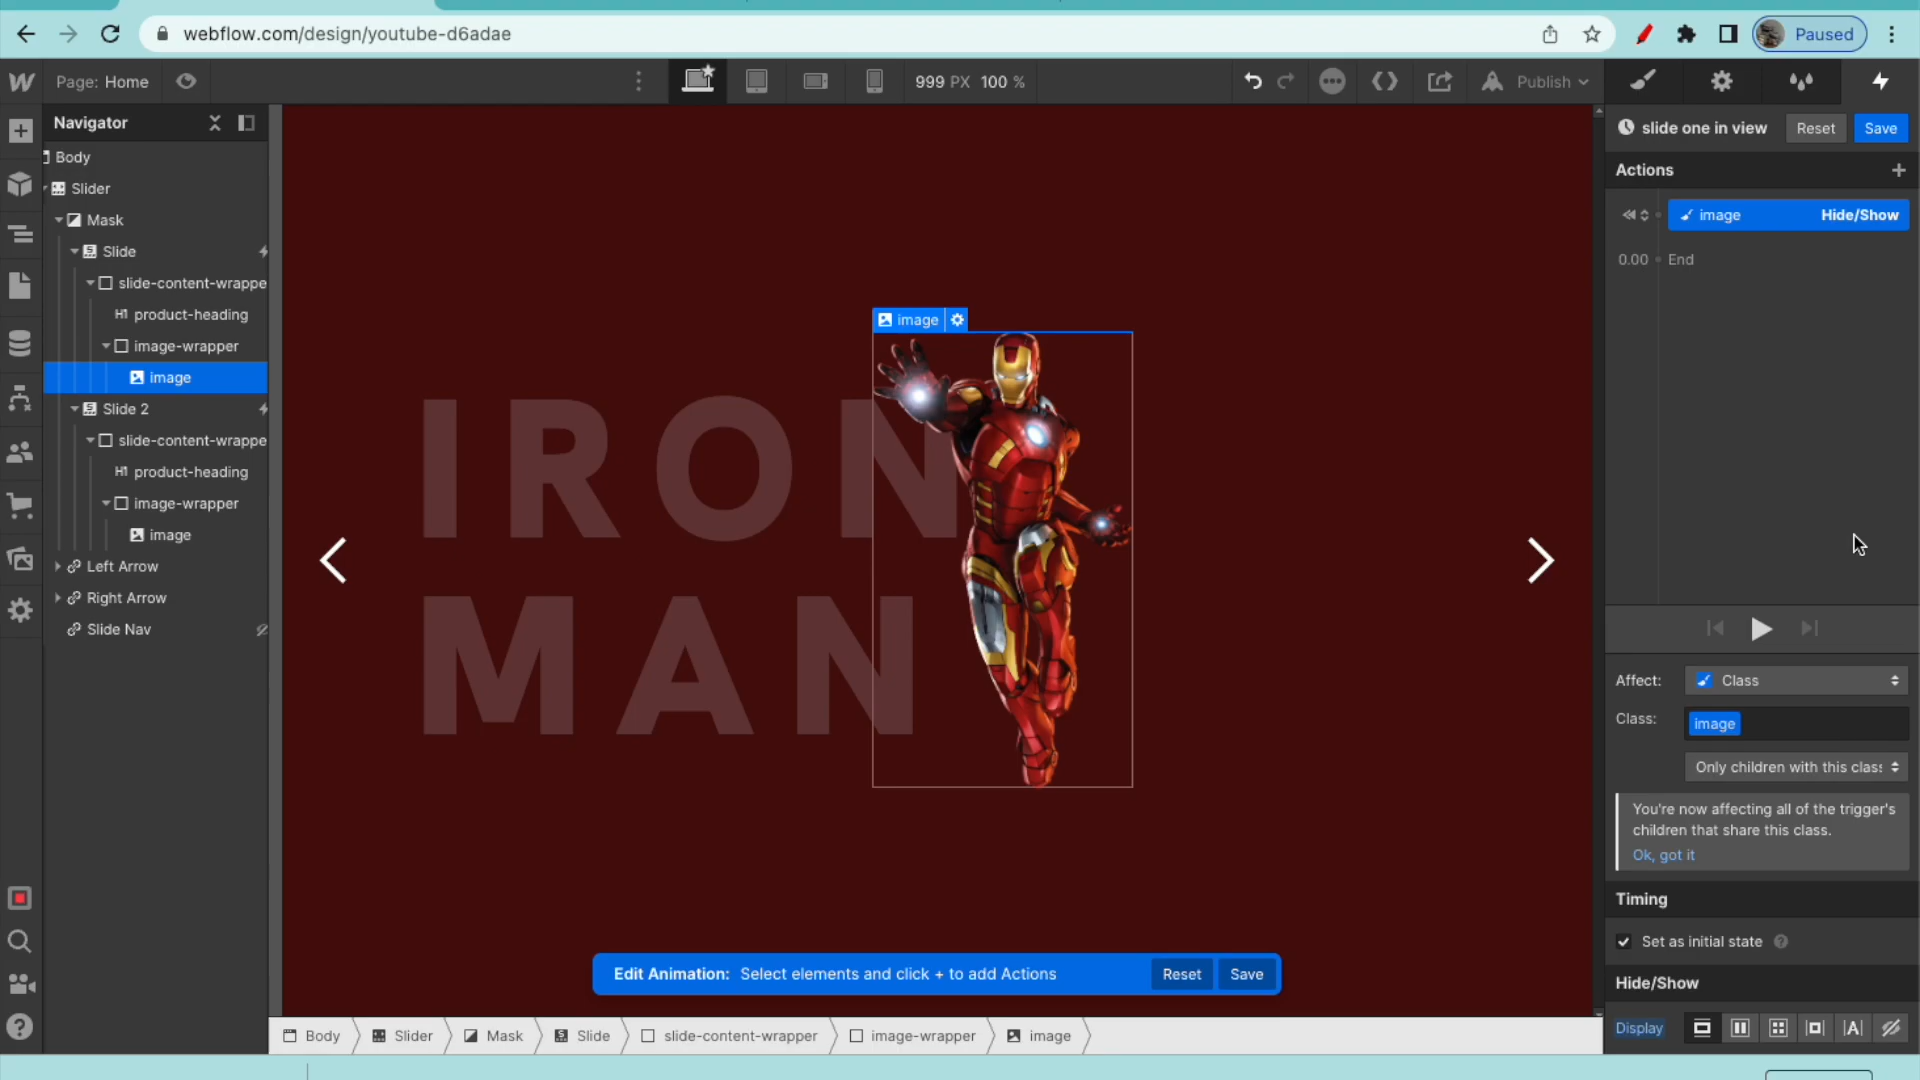 webflow.com/design/youtube-d6adae
Paused
Page: Home
999 PX 100 %
Publish
Navigator
slide one in view
Reset
Save
Body
Actions
Slider
Mask
image
Hide/Show
Slide
0.00
End
slide-content-wrappe
product-heading
image
image-wrapper
image
IRON
Slide 2
slide-content-wrappe
product-heading
image-wrapper
image
Left Arrow
Right Arrow
Slide Nav
MAN
Affect:
Class
Class:
image
Only children with this class
You're now affecting all of the trigger's
children that share this class.
Ok, got it
Timing
Set as initial state
Edit Animation: Select elements and click + to add Actions
Reset
Save
Hide/Show
Display
Body
Slider
Mask
Slide
slide-content-wrapper
image-wrapper
image